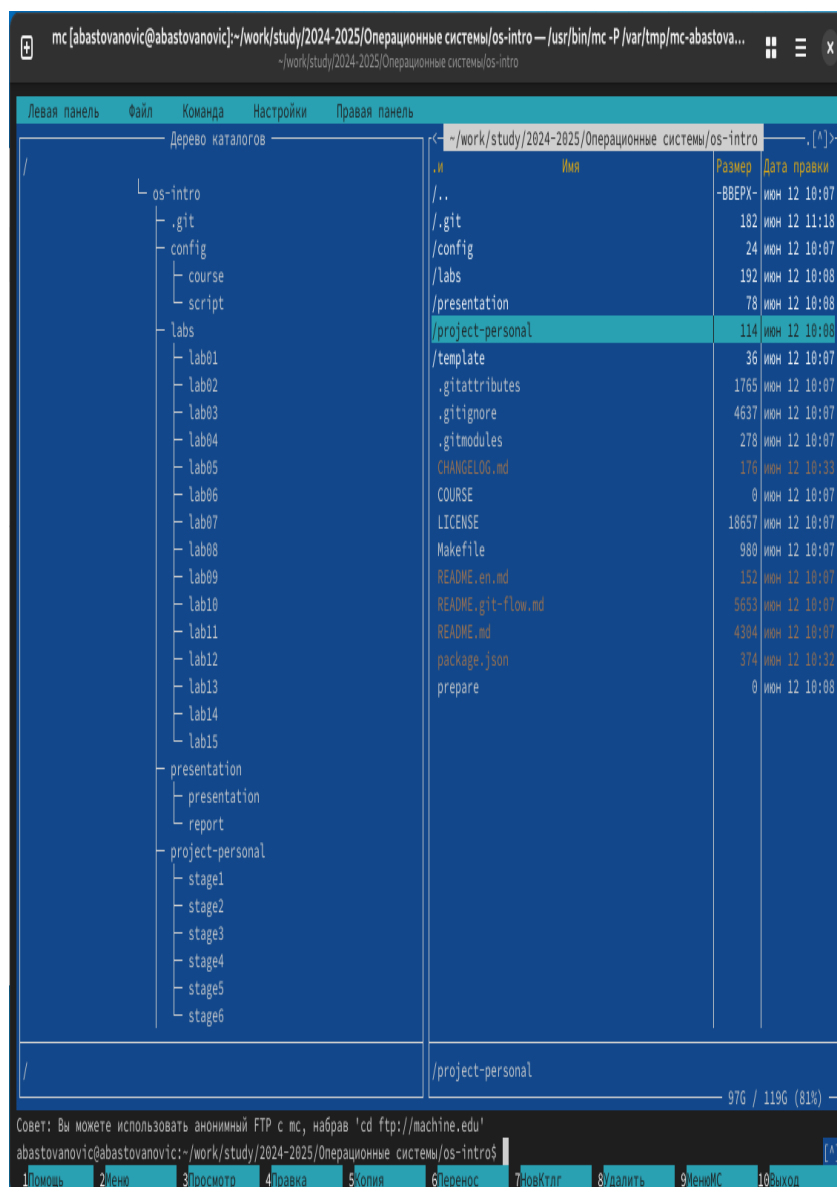 mc [abastovanovic@abastovanovic]:~/work/study/2024-2025/Операционные системы/os-intro — /usr/bin/mc -P /var/tmp/mc-abastova...
~/work/study/2024-2025/Операционные системы/os-intro
Левая панель Файл Команда Настройки Правая панель
Дерево каталогов
/
os-intro
.git
config
course
script
labs
lab01
lab02
lab03
lab04
lab05
lab06
lab07
lab08
lab09
lab10
lab11
lab12
lab13
lab14
lab15
presentation
presentation
report
project-personal
stage1
stage2
stage3
stage4
stage5
stage6
/
<─ ~/work/study/2024-2025/Операционные системы/os-intro ─.[^]>
.и Имя Размер Дата правки
/.. -ВВЕРХ- июн 12 10:07
/.git 182 июн 12 11:18
/config 24 июн 12 10:07
/labs 192 июн 12 10:08
/presentation 78 июн 12 10:08
/project-personal 114 июн 12 10:08
/template 36 июн 12 10:07
.gitattributes 1765 июн 12 10:07
.gitignore 4637 июн 12 10:07
.gitmodules 278 июн 12 10:07
CHANGELOG.md 176 июн 12 10:33
COURSE 0 июн 12 10:07
LICENSE 18657 июн 12 10:07
Makefile 980 июн 12 10:07
README.en.md 152 июн 12 10:07
README.git-flow.md 5653 июн 12 10:07
README.md 4304 июн 12 10:07
package.json 374 июн 12 10:32
prepare 0 июн 12 10:08
/project-personal
97G / 119G (81%)
Совет: Вы можете использовать анонимный FTP с mc, набрав 'cd ftp://machine.edu'
abastovanovic@abastovanovic:~/work/study/2024-2025/Операционные системы/os-intro$ [^]
1Помощь 2Меню 3Просмотр 4Правка 5Копия 6Перенос 7НовКтлг 8Удалить 9МенюMC 10Выход